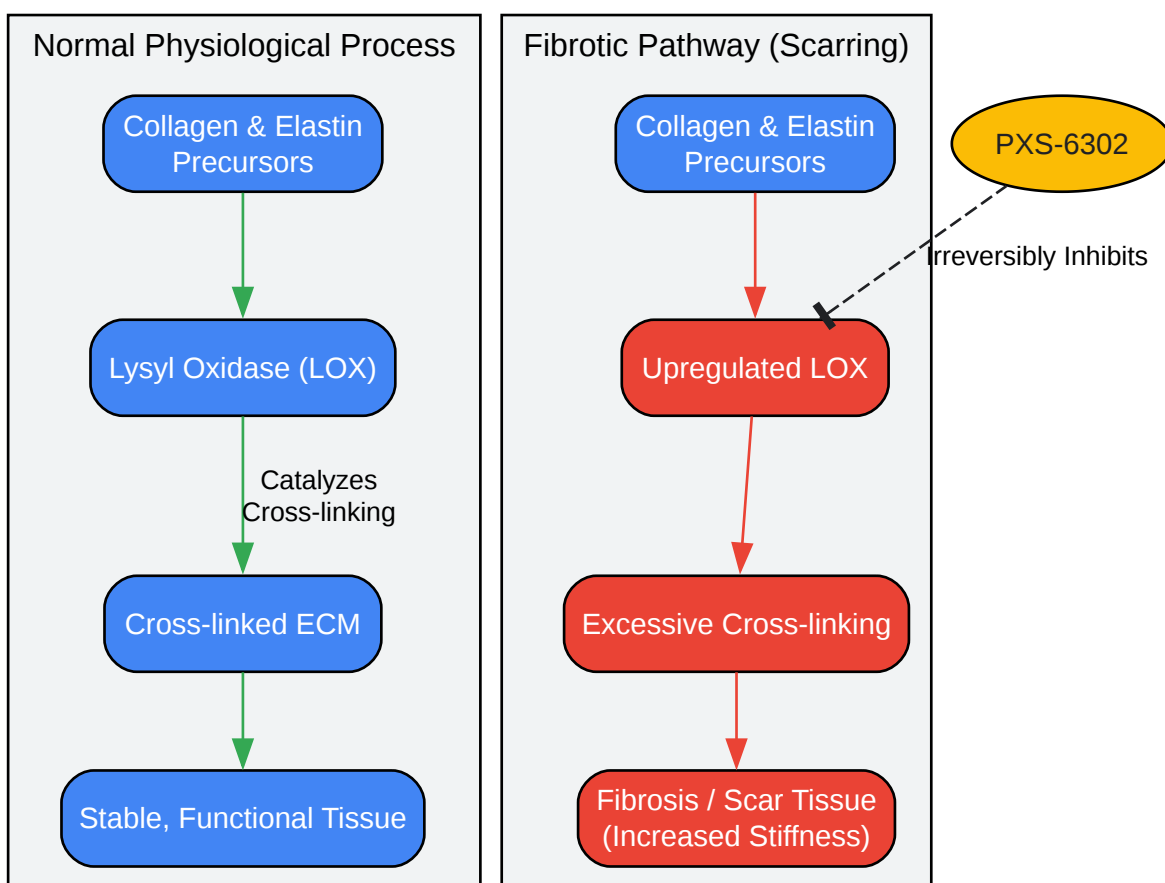 Normal Physiological Process
Collagen & Elastin
Precursors
Lysyl Oxidase (LOX)
Catalyzes
Cross-linking
Cross-linked ECM
Stable, Functional Tissue
Fibrotic Pathway (Scarring)
Collagen & Elastin
Precursors
PXS-6302
Irreversibly Inhibits
Upregulated LOX
Excessive Cross-linking
Fibrosis / Scar Tissue
(Increased Stiffness)